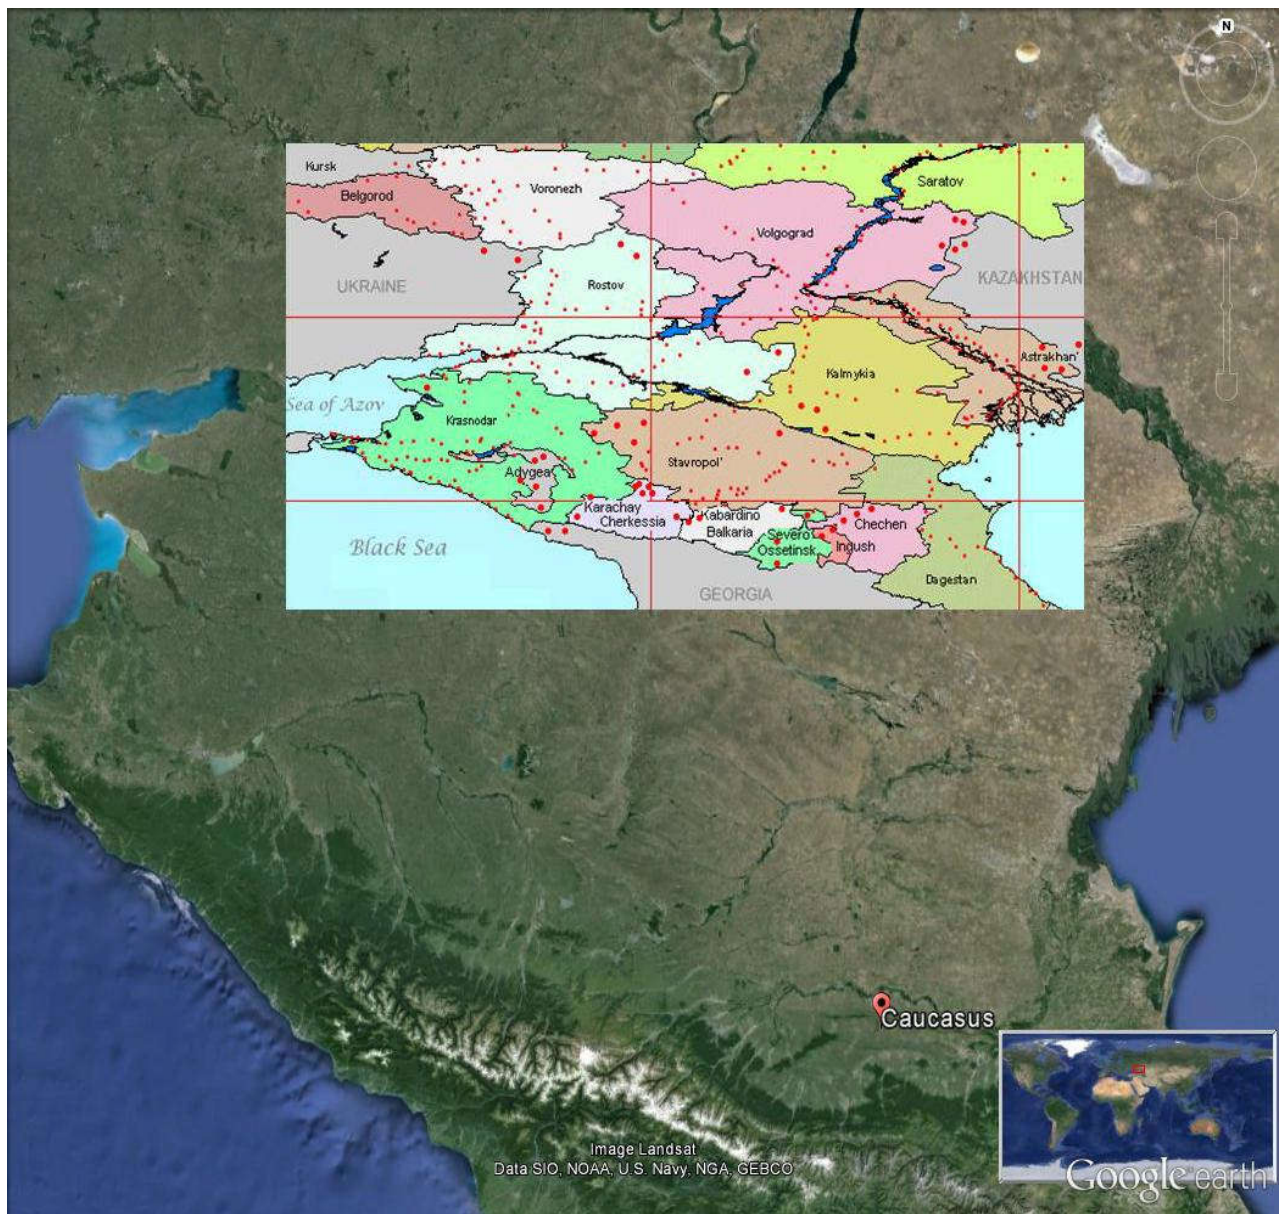 N
Kursk
Saratov
Belgorod
Voronezh
Volgograd
UKRAINE
Rostov
KAZAKHSTAN
Astrakhan'
Kalmykia
Sea of Azov
Krasnodar
Stavropol'
Adygea
Karachay
Cherkessia
Kabardino
Balkaria
Severo
Ossetinsk
Chechen
Ingush
Black Sea
Dagestan
GEORGIA
Caucasus
Image Landsat
Data SIO, NOAA, U.S. Navy, NGA, GEBCO
Google earth